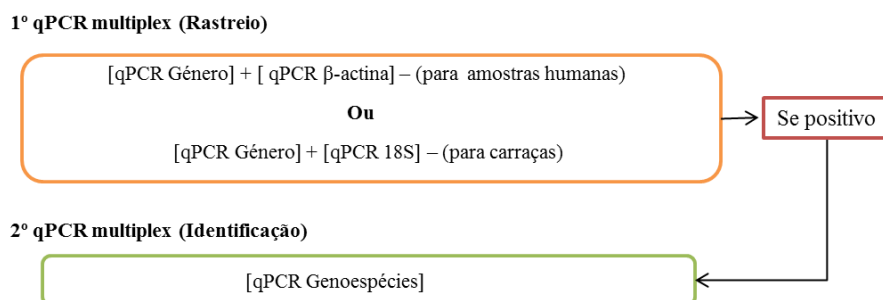 1º qPCR multiplex (Rastreio)
[qPCR Género] + [ qPCR β-actina] – (para amostras humanas)
Ou
[qPCR Género] + [qPCR 18S] – (para carraças)
Se positivo
2º qPCR multiplex (Identificação)
[qPCR Genoespécies]